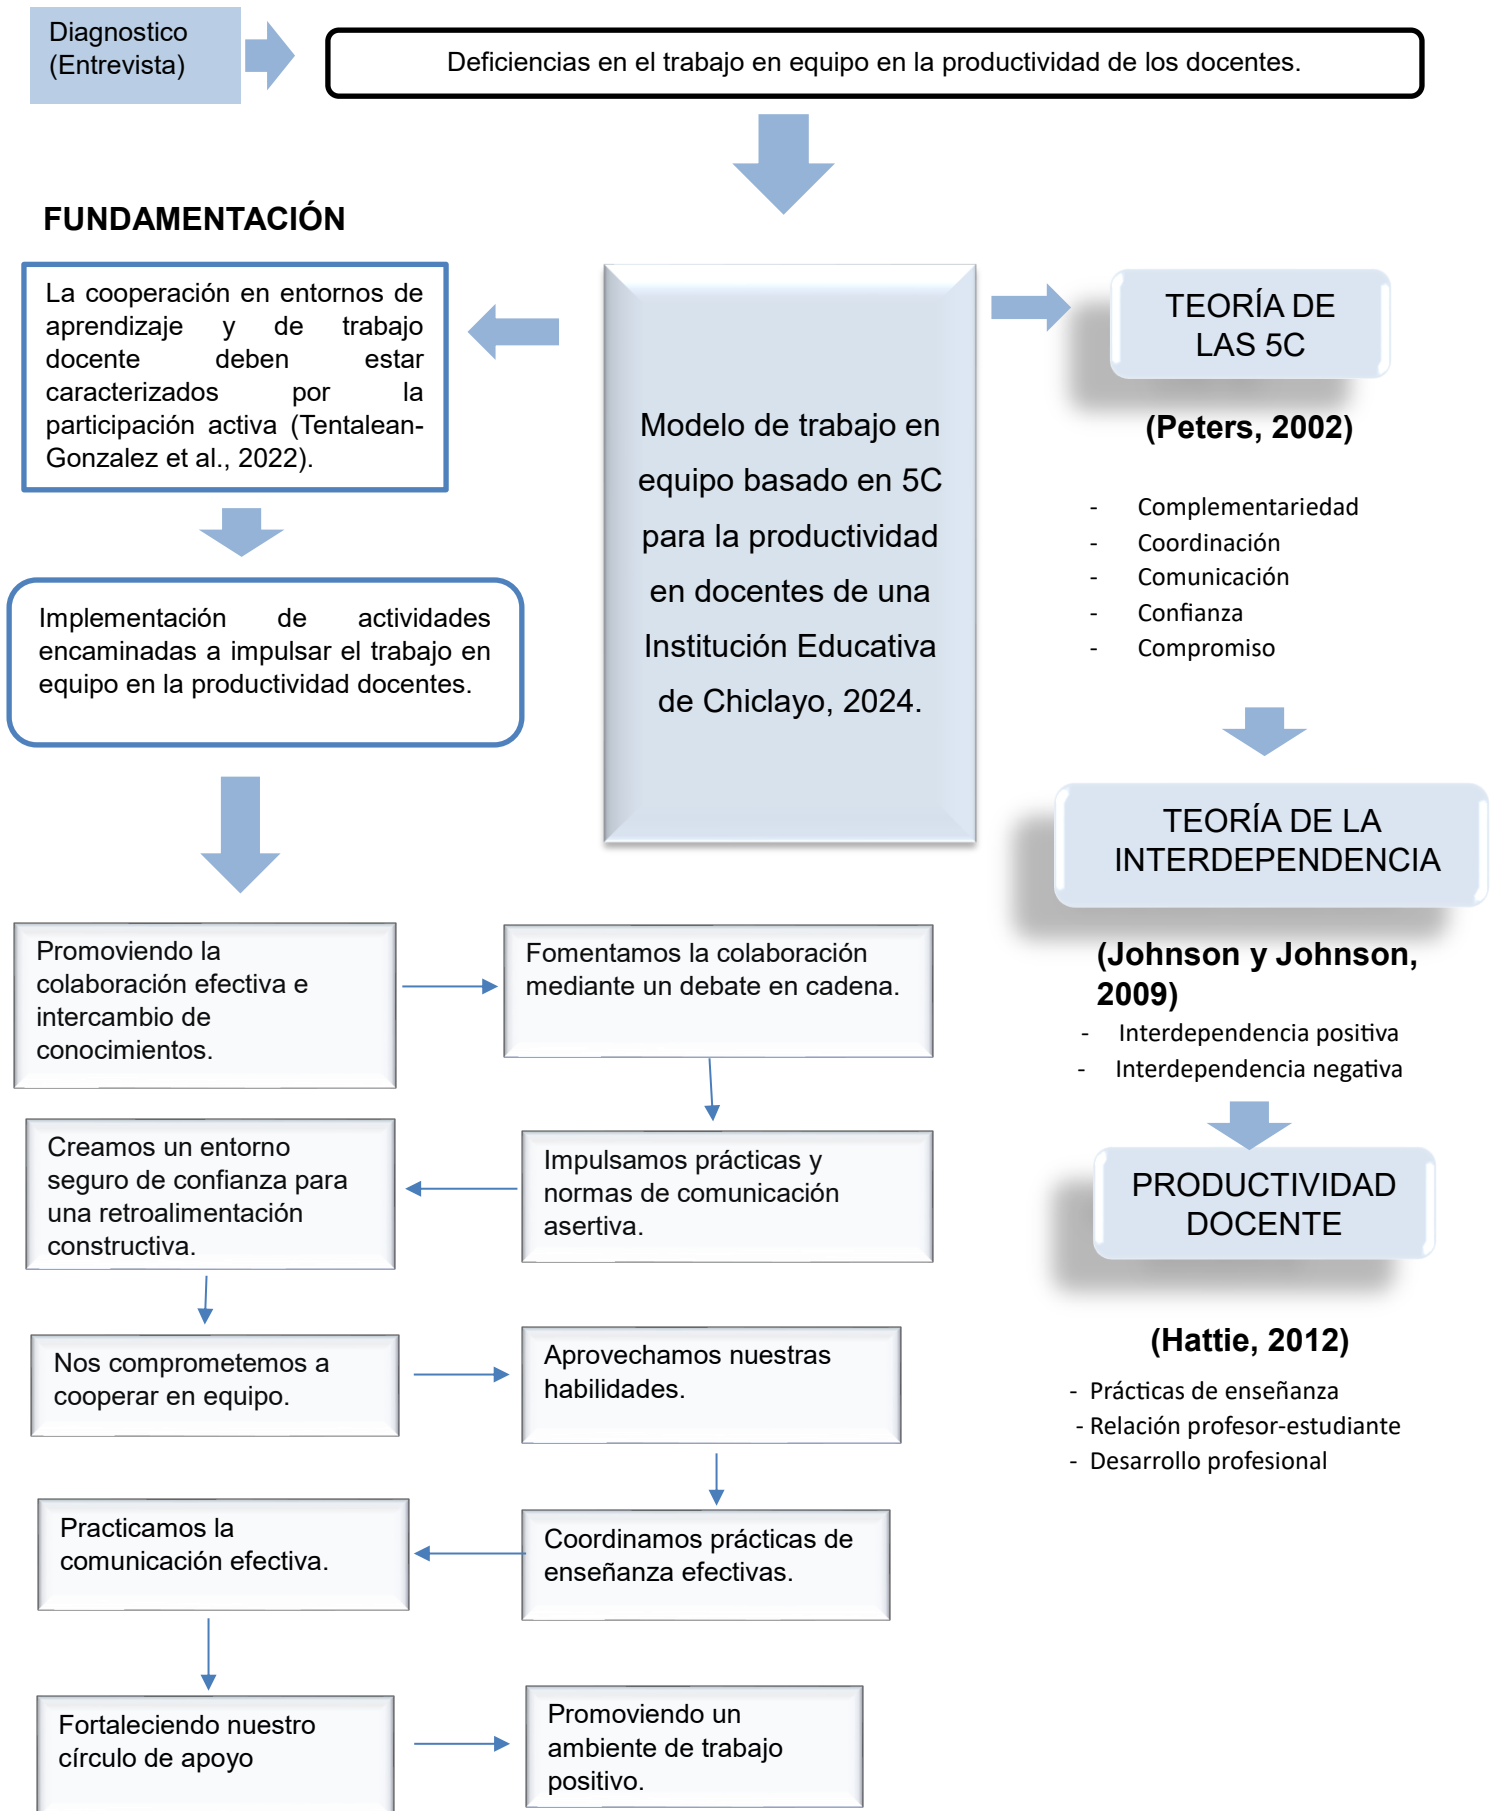 Diagnostico
(Entrevista)
Deficiencias en el trabajo en equipo en la productividad de los docentes.
FUNDAMENTACIÓN
La cooperación en entornos de
aprendizaje y de trabajo
docente deben estar
caracterizados por la
participación activa (Tentalean-
Gonzalez et al., 2022).
Implementación de actividades
encaminadas a impulsar el trabajo en
equipo en la productividad docentes.
Modelo de trabajo en
equipo basado en 5C
para la productividad
en docentes de una
Institución Educativa
de Chiclayo, 2024.
TEORÍA DE
LAS 5C
(Peters, 2002)
- Complementariedad
- Coordinación
- Comunicación
- Confianza
- Compromiso
TEORÍA DE LA
INTERDEPENDENCIA
(Johnson y Johnson,
2009)
- Interdependencia positiva
- Interdependencia negativa
PRODUCTIVIDAD
DOCENTE
(Hattie, 2012)
- Prácticas de enseñanza
- Relación profesor-estudiante
- Desarrollo profesional
Promoviendo la
colaboración efectiva e
intercambio de
conocimientos.
Fomentamos la colaboración
mediante un debate en cadena.
Impulsamos prácticas y
normas de comunicación
asertiva.
Creamos un entorno
seguro de confianza para
una retroalimentación
constructiva.
Nos comprometemos a
cooperar en equipo.
Aprovechamos nuestras
habilidades.
Coordinamos prácticas de
enseñanza efectivas.
Practicamos la
comunicación efectiva.
Fortaleciendo nuestro
círculo de apoyo
Promoviendo un
ambiente de trabajo
positivo.